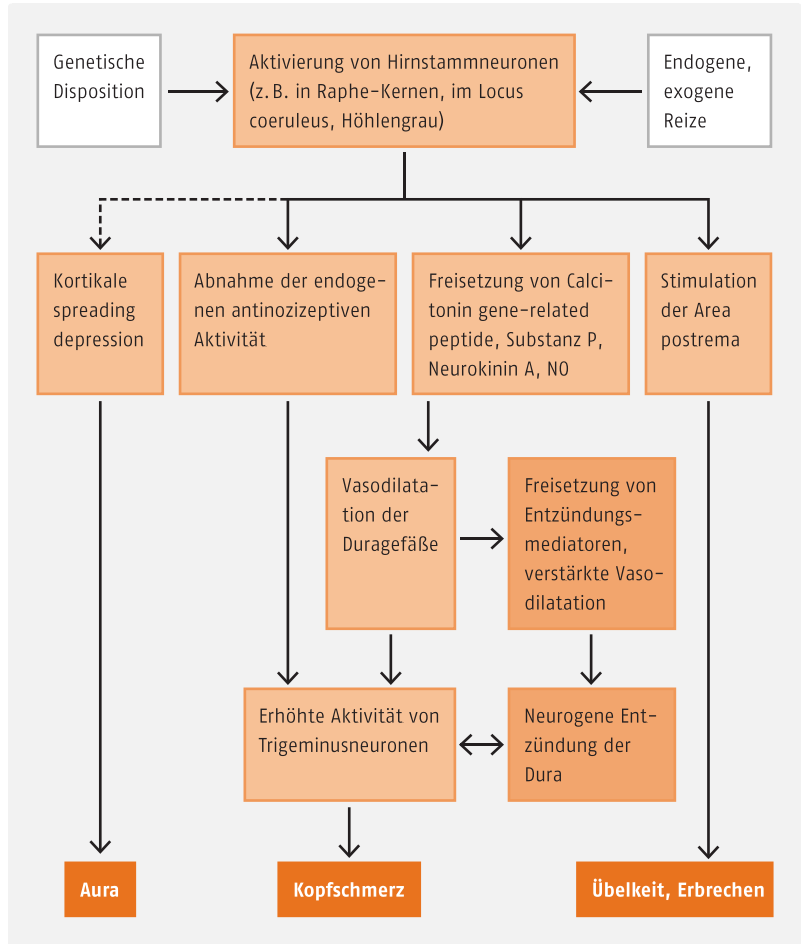 Genetische
Disposition
Aktivierung von Hirnstammneuronen
(z. B. in Raphe-Kernen, im Locus
coeruleus, Höhlengrau)
Endogene,
exogene
Reize
Kortikale
spreading
depression
Abnahme der endoge-
nen antinozizeptiven
Aktivität
Freisetzung von Calci-
tonin gene-related
peptide, Substanz P,
Neurokinin A, NO
Stimulation
der Area
postrema
Vasodilata-
tation der
Duragefäße
Freisetzung von
Entzündungs-
mediatoren,
verstärkte Vaso-
dilatation
Erhöhte Aktivität von
Trigeminusneuronen
Neurogene Ent-
zündung der
Dura
Aura
Kopfschmerz
Übelkeit, Erbrechen